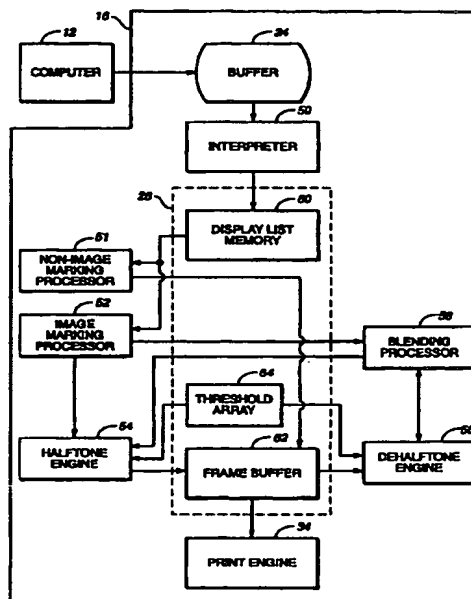 16
12
24
COMPUTER
BUFFER
50
INTERPRETER
26
60
DISPLAY LIST
MEMORY
51
NON-IMAGE
MARKING
PROCESSOR
52
IMAGE
MARKING
PROCESSOR
58
BLENDING
PROCESSOR
64
THRESHOLD
ARRAY
54
HALFTONE
ENGINE
62
FRAME BUFFER
DEHALFTONE
ENGINE
34
PRINT ENGINE